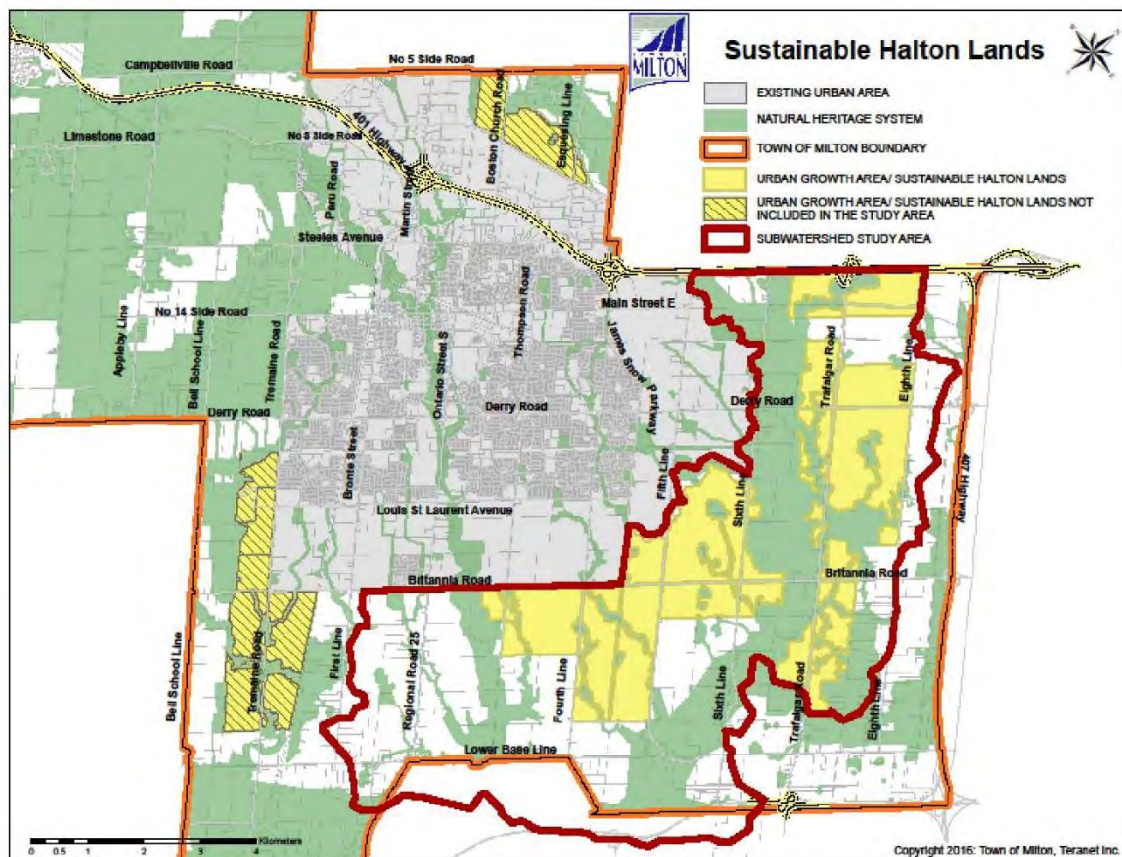 Sustainable Halton Lands
MILTON
EXISTING URBAN AREA
NATURAL HERITAGE SYSTEM
TOWN OF MILTON BOUNDARY
URBAN GROWTH AREA/ SUSTAINABLE HALTON LANDS
URBAN GROWTH AREA/ SUSTAINABLE HALTON LANDS NOT
INCLUDED IN THE STUDY AREA
SUBWATERSHED STUDY AREA
No 5 Side Road
Campbellville Road
Limestone Road
No 8 Side Road
401 Highway
Boston Church Road
Esquesing Line
Peru Road
Martin Street
Steeles Avenue
Main Street E
No 14 Side Road
Appleby Line
Bell School Line
Tremaine Road
Ontario Street S
Thompson Road
James Snow Parkway
Trafalgar Road
Eighth Line
Derry Road
Derry Road
Derry Road
Bronte Street
Fifth Line
Sixth Line
407 Highway
Louis St Laurent Avenue
Britannia Road
Britannia Road
Bell School Line
Tremaine Road
First Line
Regional Road 25
Fourth Line
Sixth Line
Trafalgar Road
Eighth Line
Lower Base Line
Kilometers
0 0.5 1 2 3 4
Copyright 2016: Town of Milton, Teranet Inc.